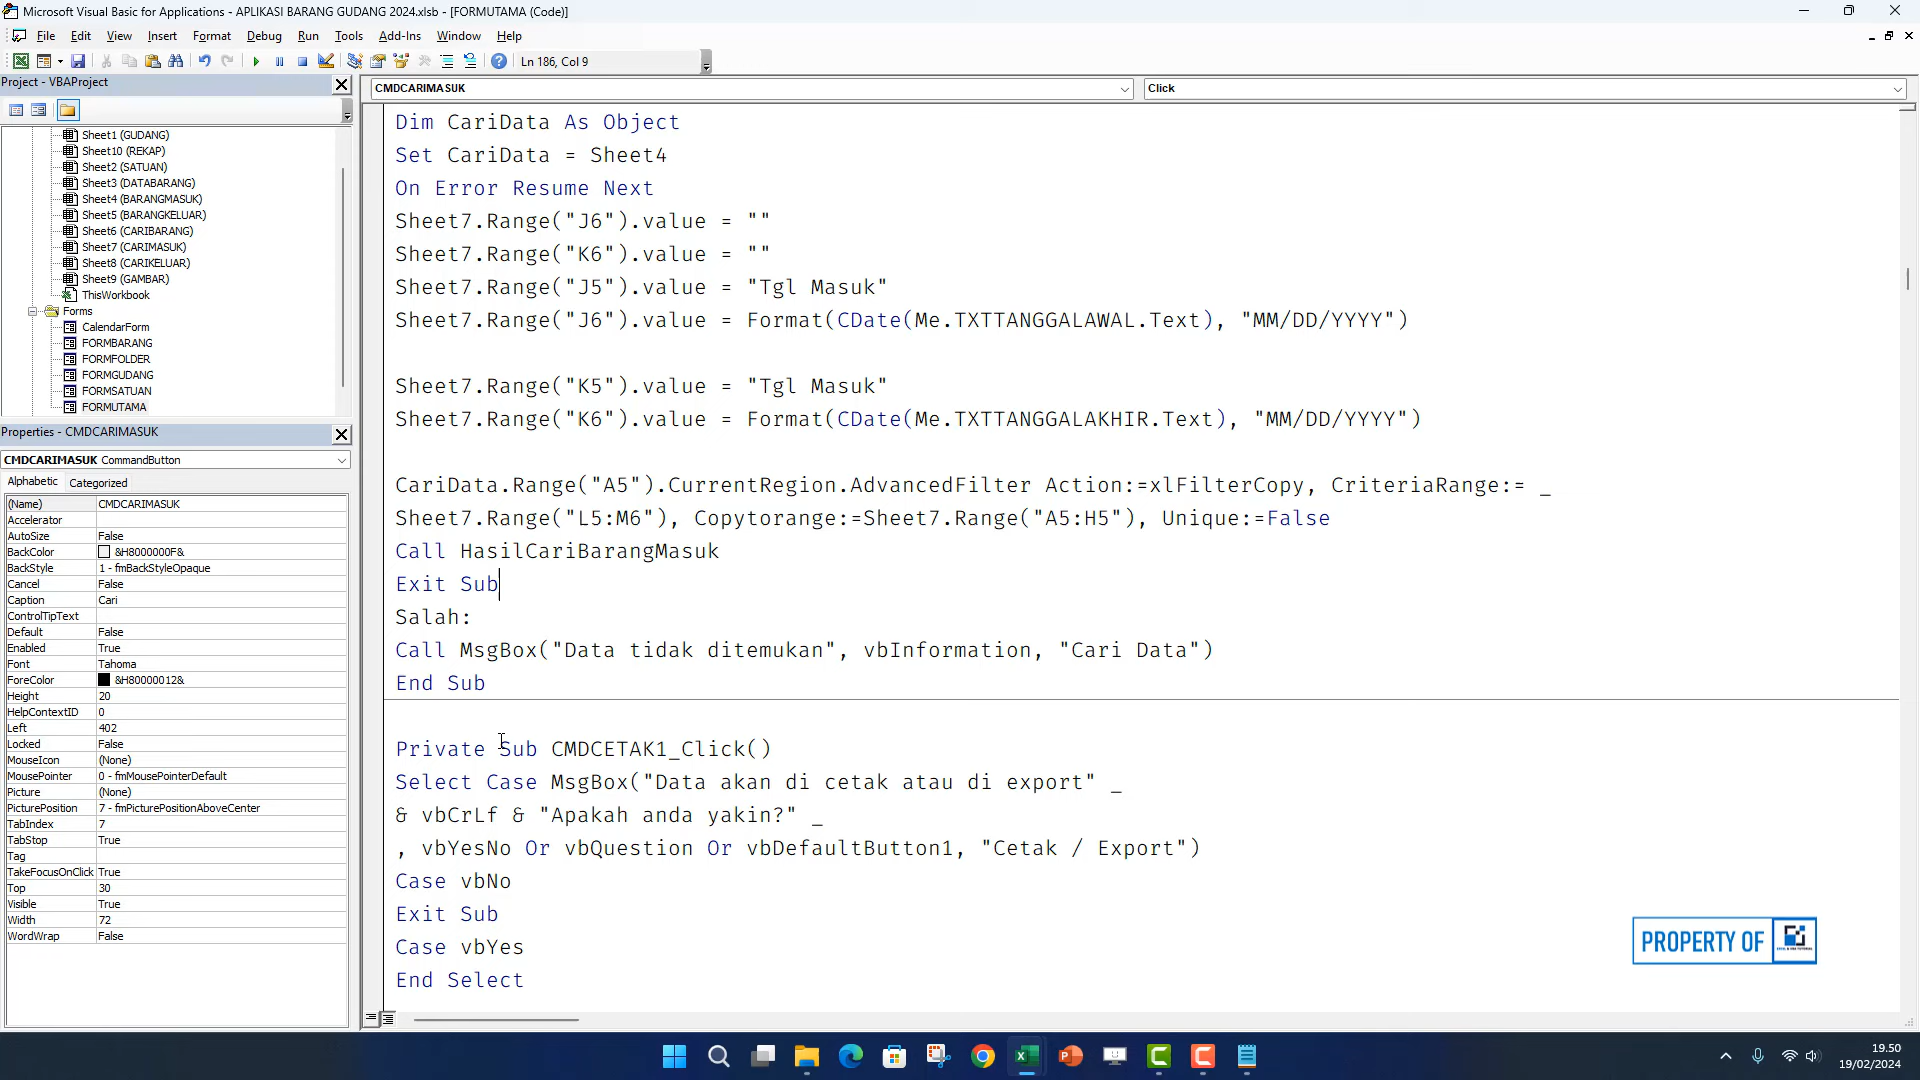 Microsoft Visual Basic for Applications - APLIKASI BARANG GUDANG 2024.xlsb - [FORMUTAMA (Code)]
File Edit View Insert Format Debug Run Tools Add-Ins Window Help
Ln 186, Col 9
Project - VBAProject
Sheet1 (GUDANG)
Sheet10 (REKAP)
Sheet2 (SATUAN)
Sheet3 (DATABARANG)
Sheet4 (BARANGMASUK)
Sheet5 (BARANGKELUAR)
Sheet6 (CARIBARANG)
Sheet7 (CARIMASUK)
Sheet8 (CARIKELUAR)
Sheet9 (GAMBAR)
ThisWorkbook
Forms
CalendarForm
FORMBARANG
FORMFOLDER
FORMGUDANG
FORMSATUAN
FORMUTAMA
Properties - CMDCARIMASUK
CMDCARIMASUK CommandButton
Alphabetic Categorized
(Name) CMDCARIMASUK
Accelerator
AutoSize False
BackColor &H8000000F&
BackStyle 1 - fmBackStyleOpaque
Cancel False
Caption Cari
ControlTipText
Default False
Enabled True
Font Tahoma
ForeColor &H80000012&
Height 20
HelpContextID 0
Left 402
Locked False
MouseIcon (None)
MousePointer 0 - fmMousePointerDefault
Picture (None)
PicturePosition 7 - fmPicturePositionAboveCenter
TabIndex 7
TabStop True
Tag
TakeFocusOnClick True
Top 30
Visible True
Width 72
WordWrap False
CMDCARIMASUK
Click
Dim CariData As Object
Set CariData = Sheet4
On Error Resume Next
Sheet7.Range("J6").value = ""
Sheet7.Range("K6").value = ""
Sheet7.Range("J5").value = "Tgl Masuk"
Sheet7.Range("J6").value = Format(CDate(Me.TXTTANGGALAWAL.Text), "MM/DD/YYYY")
Sheet7.Range("K5").value = "Tgl Masuk"
Sheet7.Range("K6").value = Format(CDate(Me.TXTTANGGALAKHIR.Text), "MM/DD/YYYY")
CariData.Range("A5").CurrentRegion.AdvancedFilter Action:=xlFilterCopy, CriteriaRange:= _
Sheet7.Range("L5:M6"), Copytorange:=Sheet7.Range("A5:H5"), Unique:=False
Call HasilCariBarangMasuk
Exit Sub
Salah:
Call MsgBox("Data tidak ditemukan", vbInformation, "Cari Data")
End Sub
Private Sub CMDCETAK1_Click()
Select Case MsgBox("Data akan di cetak atau di export" _
& vbCrLf & "Apakah anda yakin?" _
, vbYesNo Or vbQuestion Or vbDefaultButton1, "Cetak / Export")
Case vbNo
Exit Sub
Case vbYes
End Select
PROPERTY OF
19.50
19/02/2024